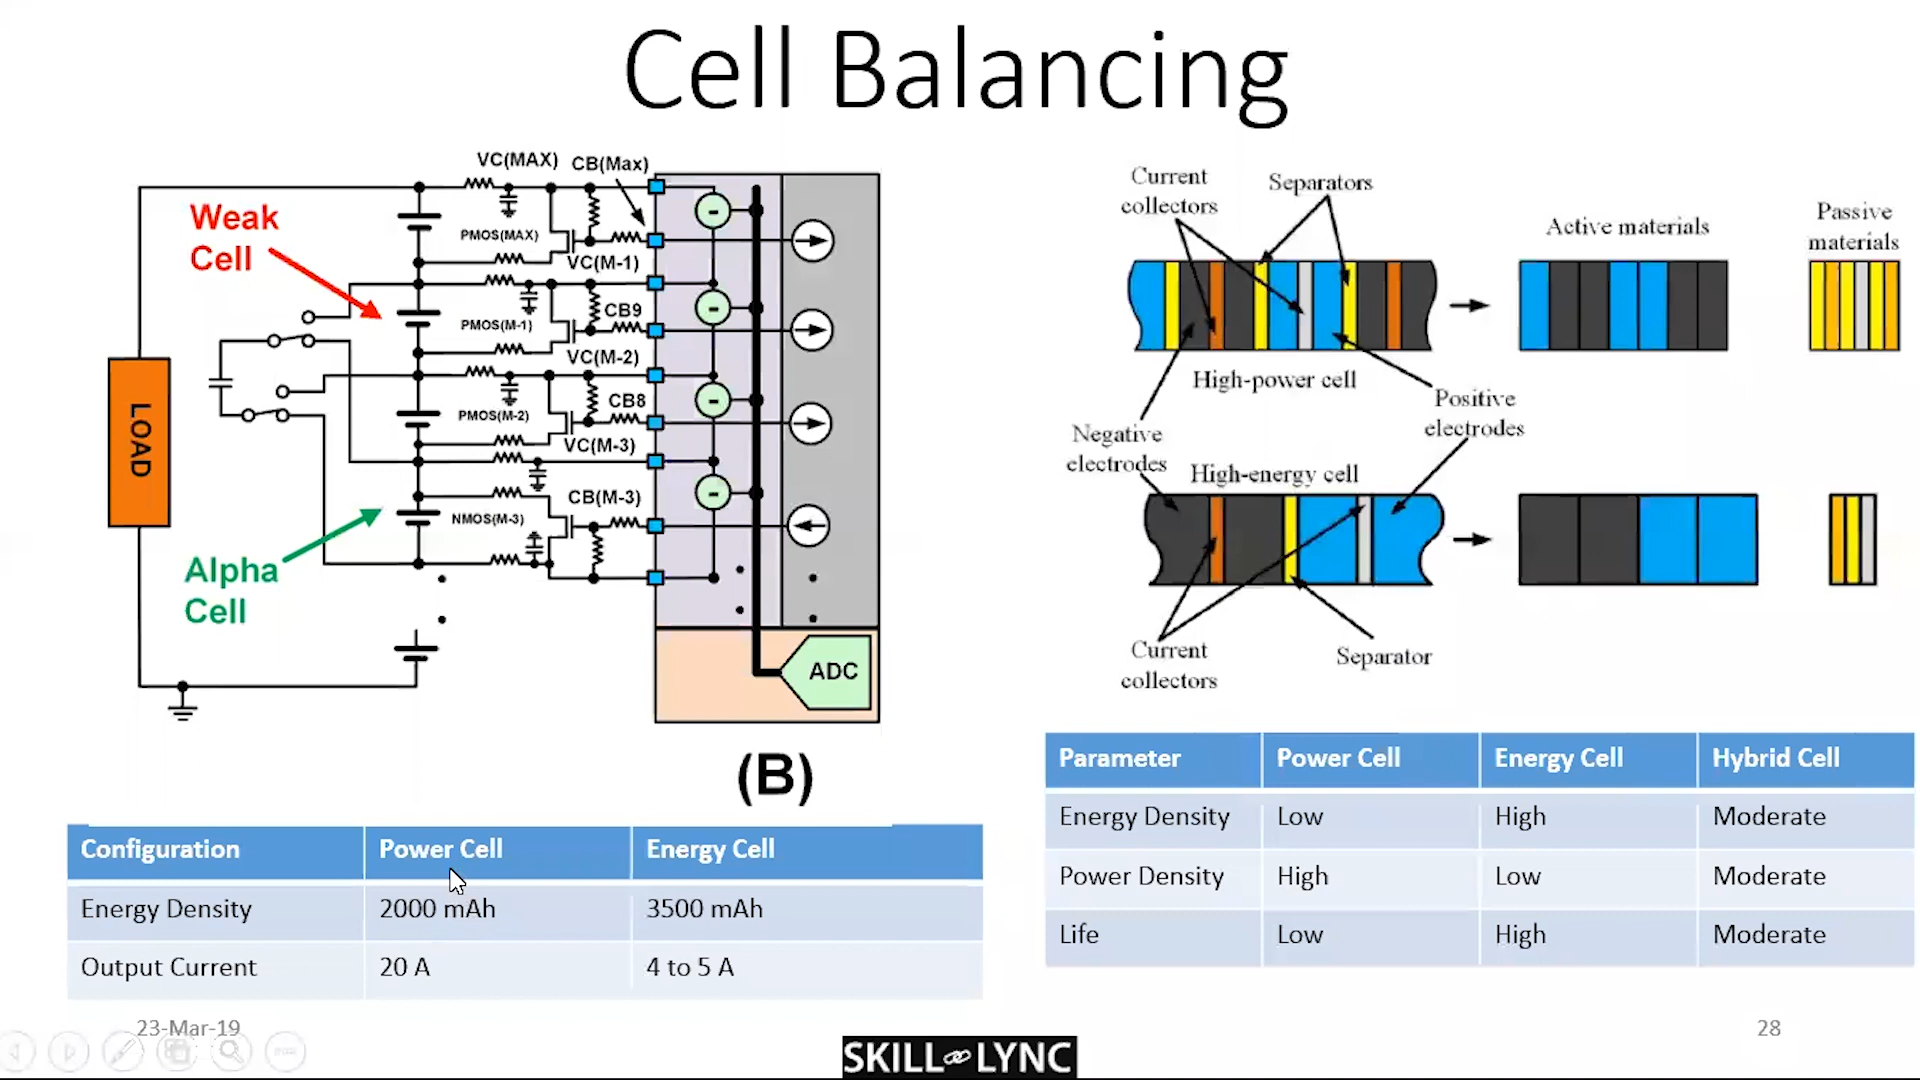 Cell Balancing
VC(MAX)
CB(Max)
Weak
Cell
PMOS(MAX)
VC(M-1)
CB9
PMOS(M-1)
VC(M-2)
CB8
PMOS(M-2)
VC(M-3)
CB(M-3)
NMOS(M-3)
LOAD
Alpha
Cell
-
-
-
-
ADC
(B)
Current
collectors
Separators
Active materials
Passive
materials
High-power cell
Positive
electrodes
Negative
electrodes
High-energy cell
Current
collectors
Separator
Configuration Power Cell Energy Cell
Energy Density 2000 mAh 3500 mAh
Output Current 20 A 4 to 5 A
Parameter Power Cell Energy Cell Hybrid Cell
Energy Density Low High Moderate
Power Density High Low Moderate
Life Low High Moderate
23-Mar-19
SKILL LYNC
28